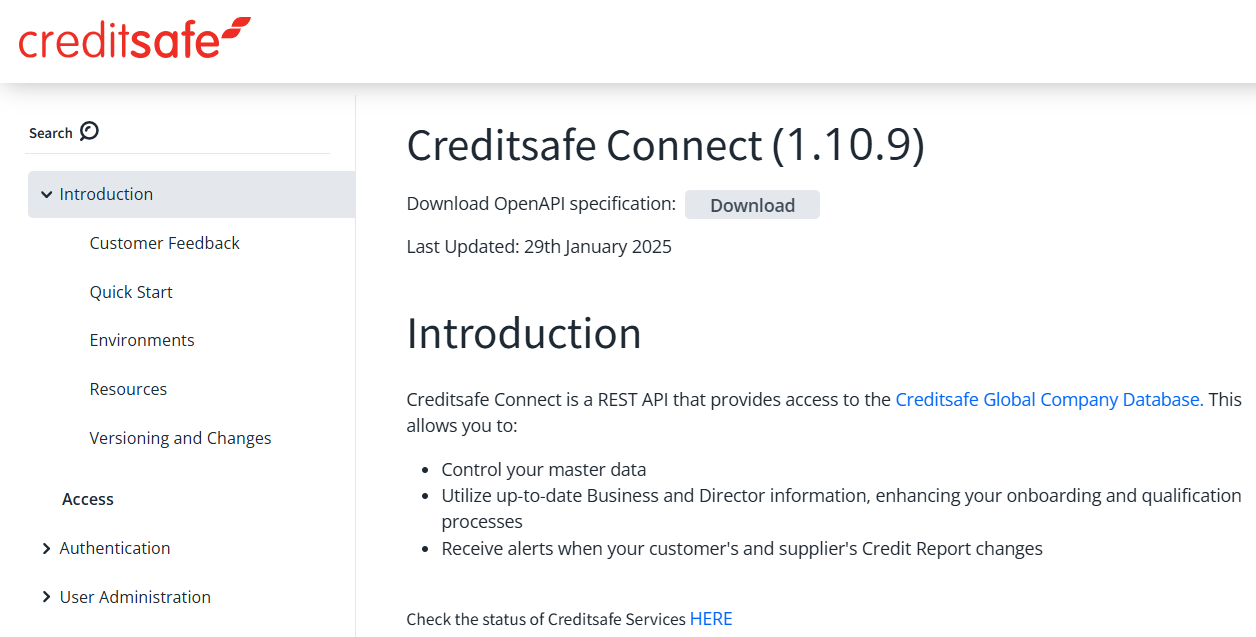 creditsafe
Search
Introduction
Customer Feedback
Quick Start
Environments
Resources
Versioning and Changes
Access
Authentication
User Administration
Creditsafe Connect (1.10.9)
Download OpenAPI specification: Download
Last Updated: 29th January 2025
Introduction
Creditsafe Connect is a REST API that provides access to the Creditsafe Global Company Database. This
allows you to:
• Control your master data
• Utilize up-to-date Business and Director information, enhancing your onboarding and qualification
processes
• Receive alerts when your customer's and supplier's Credit Report changes
Check the status of Creditsafe Services HERE